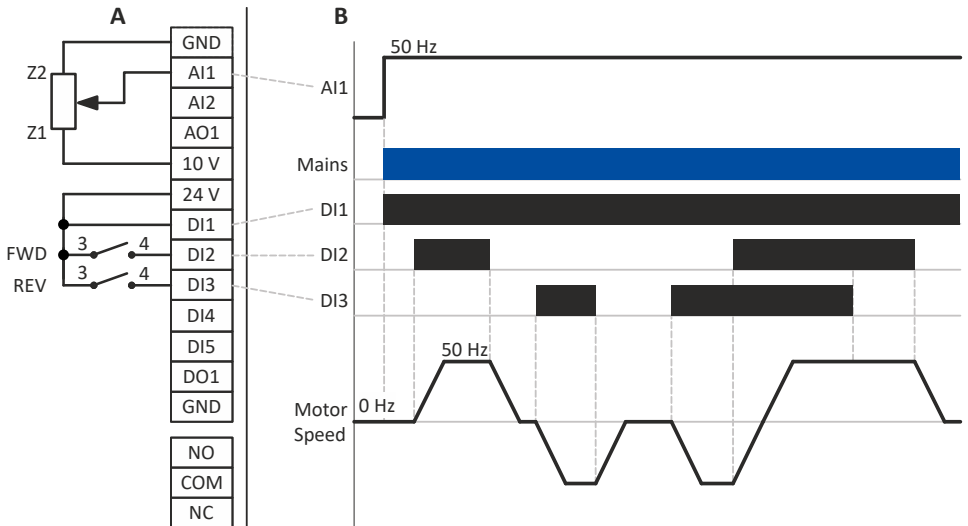 A
B
GND
AI1
AI2
AO1
10 V
24 V
DI1
DI2
DI3
DI4
DI5
DO1
GND
NO
COM
NC
Z2
Z1
FWD
3
4
REV
3
4
50 Hz
AI1
Mains
DI1
DI2
DI3
50 Hz
0 Hz
Motor
Speed